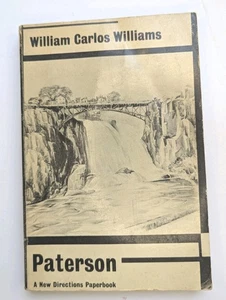 William Carlos Williams
Paterson
A New Directions Paperbook